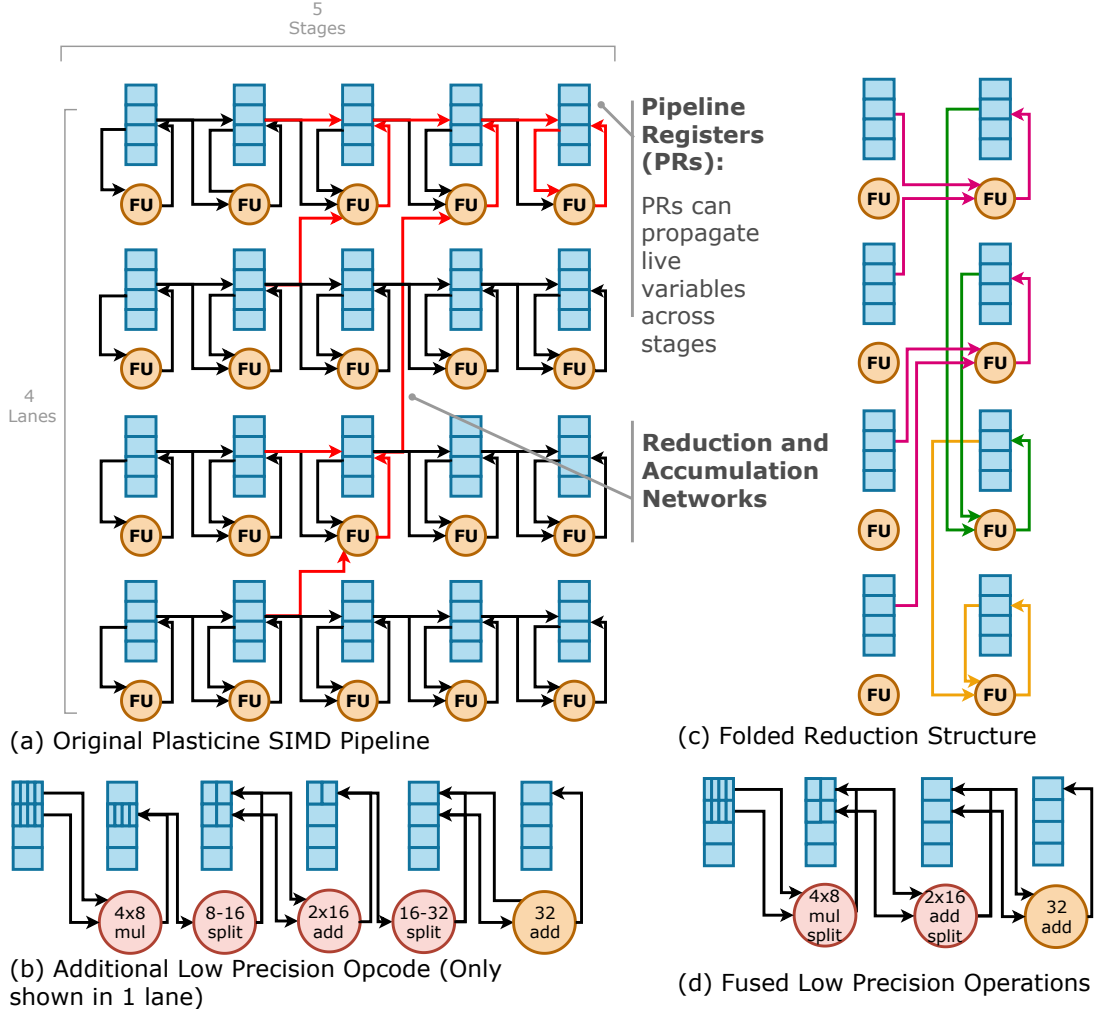 5
Stages
4
Lanes
FU FU FU FU FU
FU FU FU FU FU
FU FU FU FU FU
FU FU FU FU FU
Pipeline
Registers
(PRs):
PRs can
propagate
live
variables
across
stages
Reduction and
Accumulation
Networks
(a) Original Plasticine SIMD Pipeline
FU FU
FU FU
FU FU
FU FU
(c) Folded Reduction Structure
4x8
mul
8-16
split
2x16
add
16-32
split
32
add
(b) Additional Low Precision Opcode (Only
shown in 1 lane)
4x8
mul
split
2x16
add
split
32
add
(d) Fused Low Precision Operations